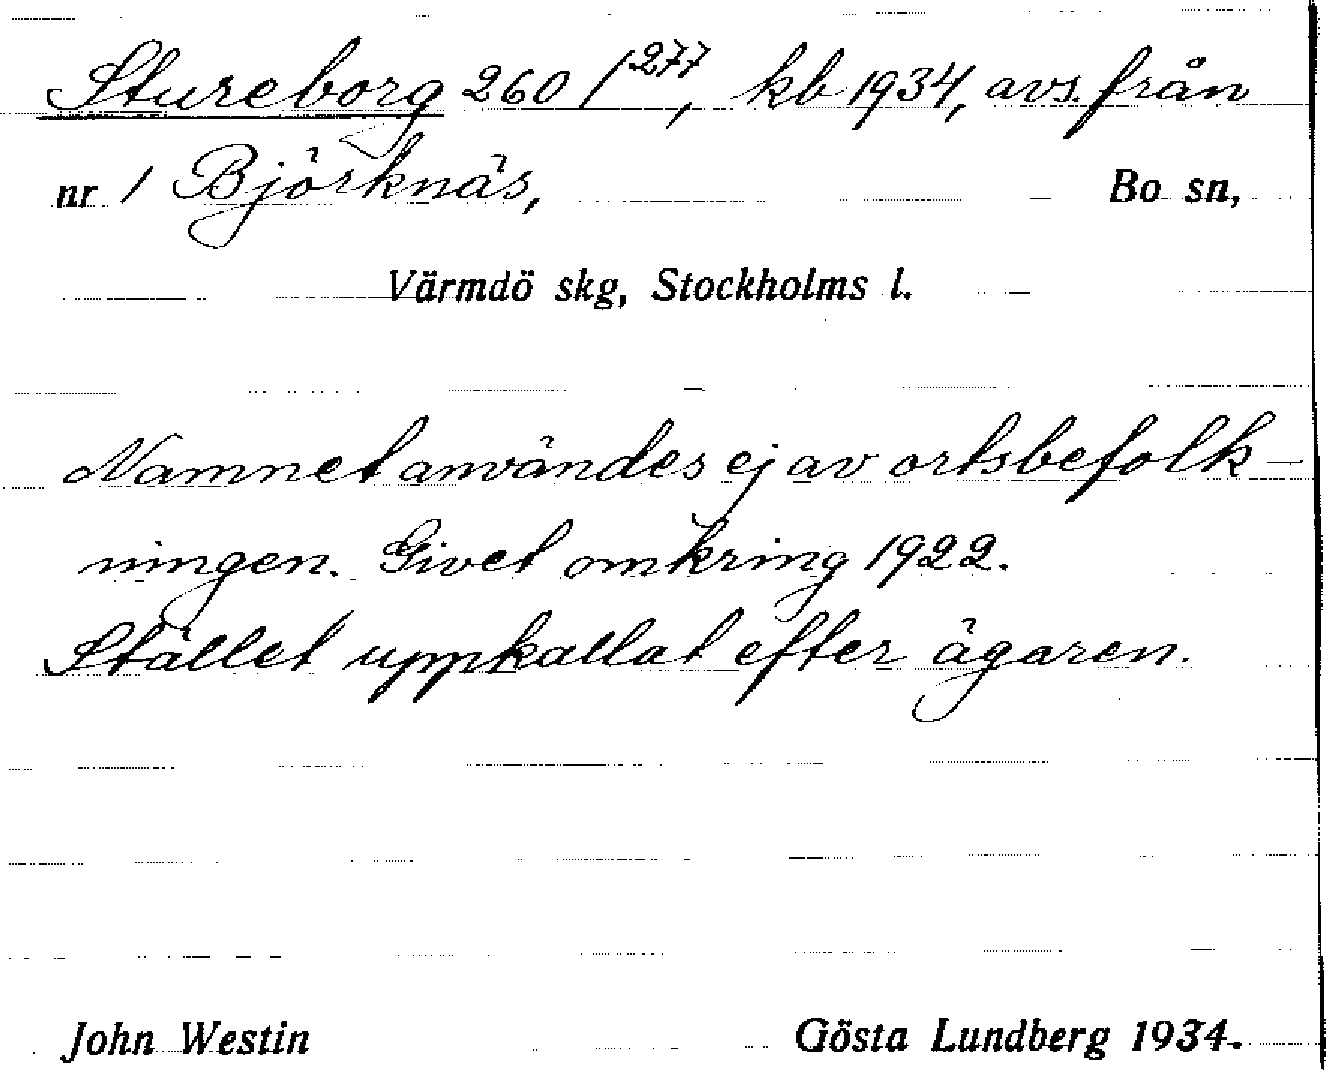 Stureborg 260 /277, kb 1934, avs. från
nr 1 Björknäs, Bo sn,
Värmdö skg, Stockholms l.
Namnet användes ej av ortsbefolk-
ningen. Givet omkring 1922.
Stället uppkallat efter ägaren.
John Westin Gösta Lundberg 1934.